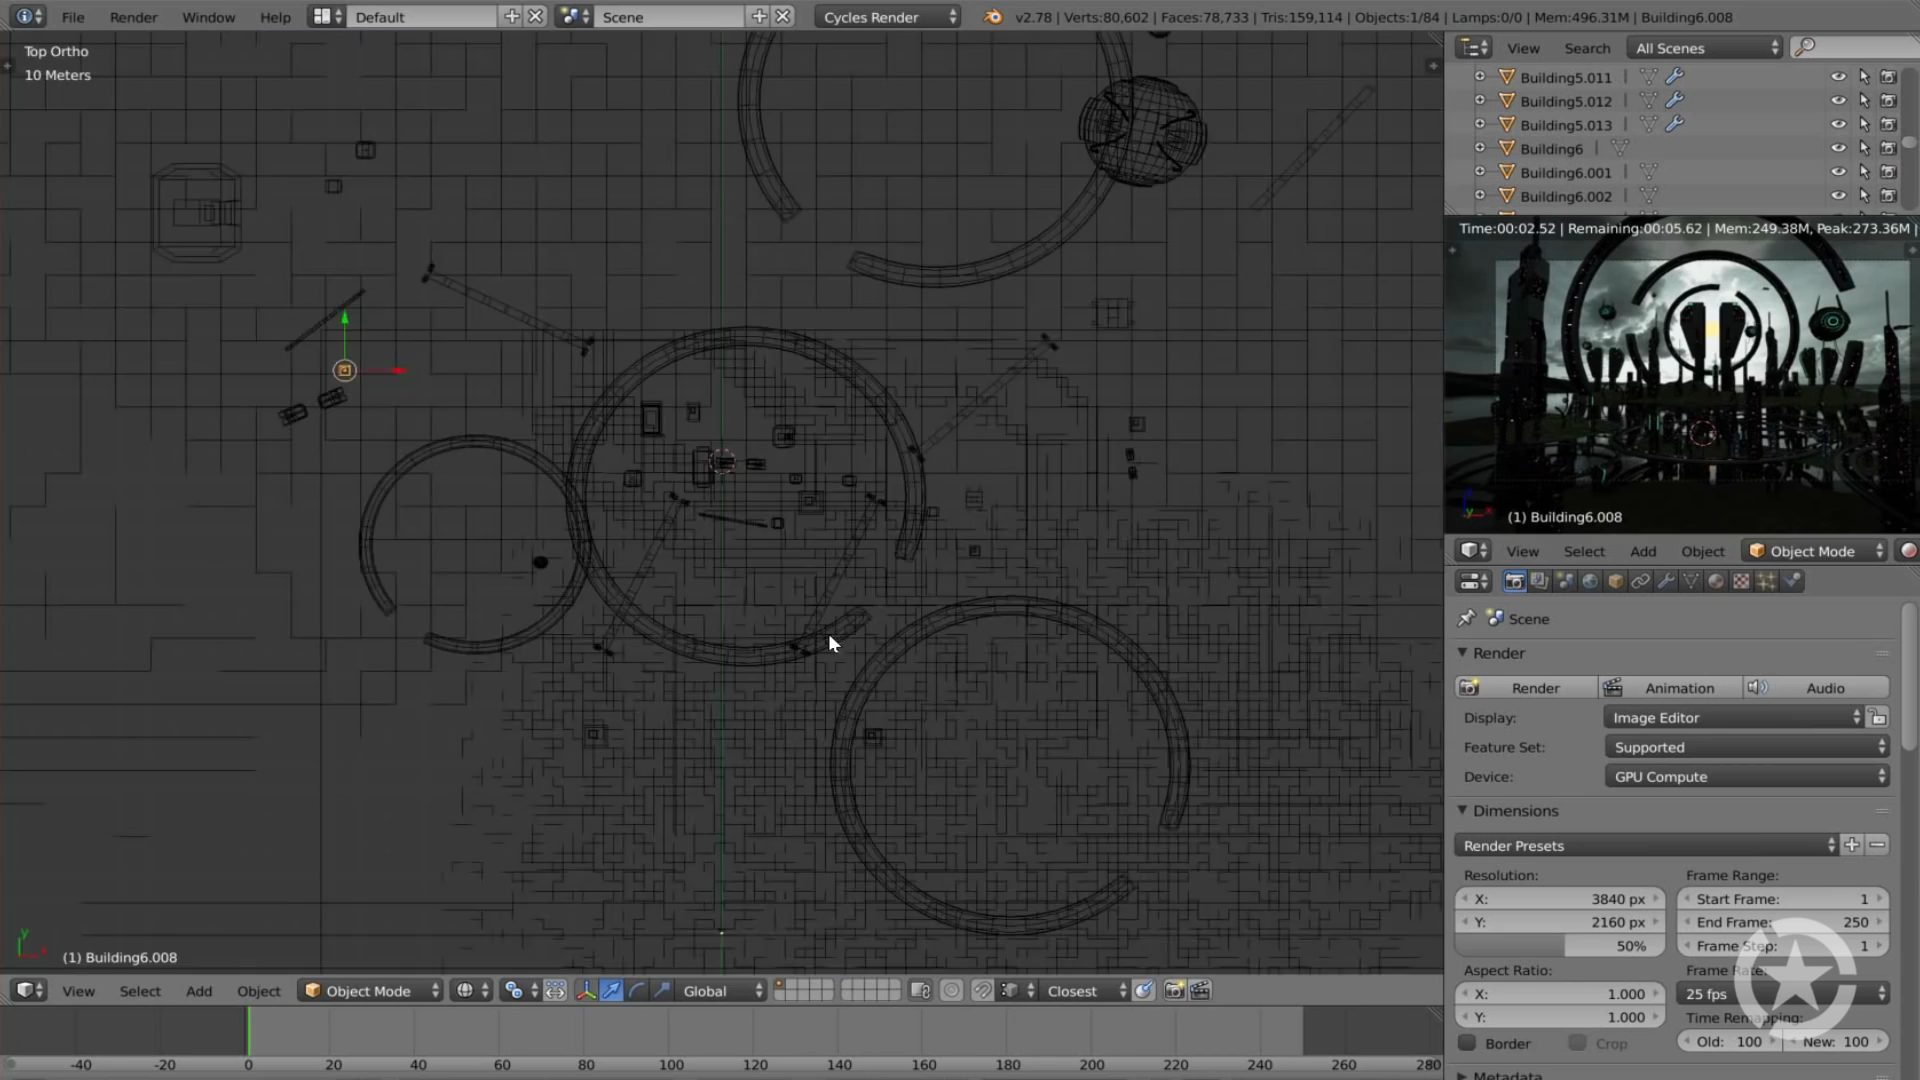 File Render Window Help Default Scene Cycles Render v2.78 | Verts:80,602 | Faces:78,733 | Tris:159,114 | Objects:1/84 | Lamps:0/0 | Mem:496.31M | Building6.008
Top Ortho
10 Meters
View Search All Scenes
Building5.011
Building5.012
Building5.013
Building6
Building6.001
Building6.002
Time:00:02.52 | Remaining:00:05.62 | Mem:249.38M, Peak:273.36M |
(1) Building6.008
View Select Add Object Object Mode
Scene
Render
Render Animation Audio
Display: Image Editor
Feature Set: Supported
Device: GPU Compute
Dimensions
Render Presets
Resolution: Frame Range:
X: 3840 px Start Frame: 1
Y: 2160 px End Frame: 250
50% Frame Step: 1
Aspect Ratio: Frame Rate:
X: 1.000 25 fps
Y: 1.000 Time Remapping:
Border Crop Old: 100 New: 100
Metadata
y
(1) Building6.008
View Select Add Object Object Mode Global Closest
-40 -20 0 20 40 60 80 100 120 140 160 180 200 220 240 260 280